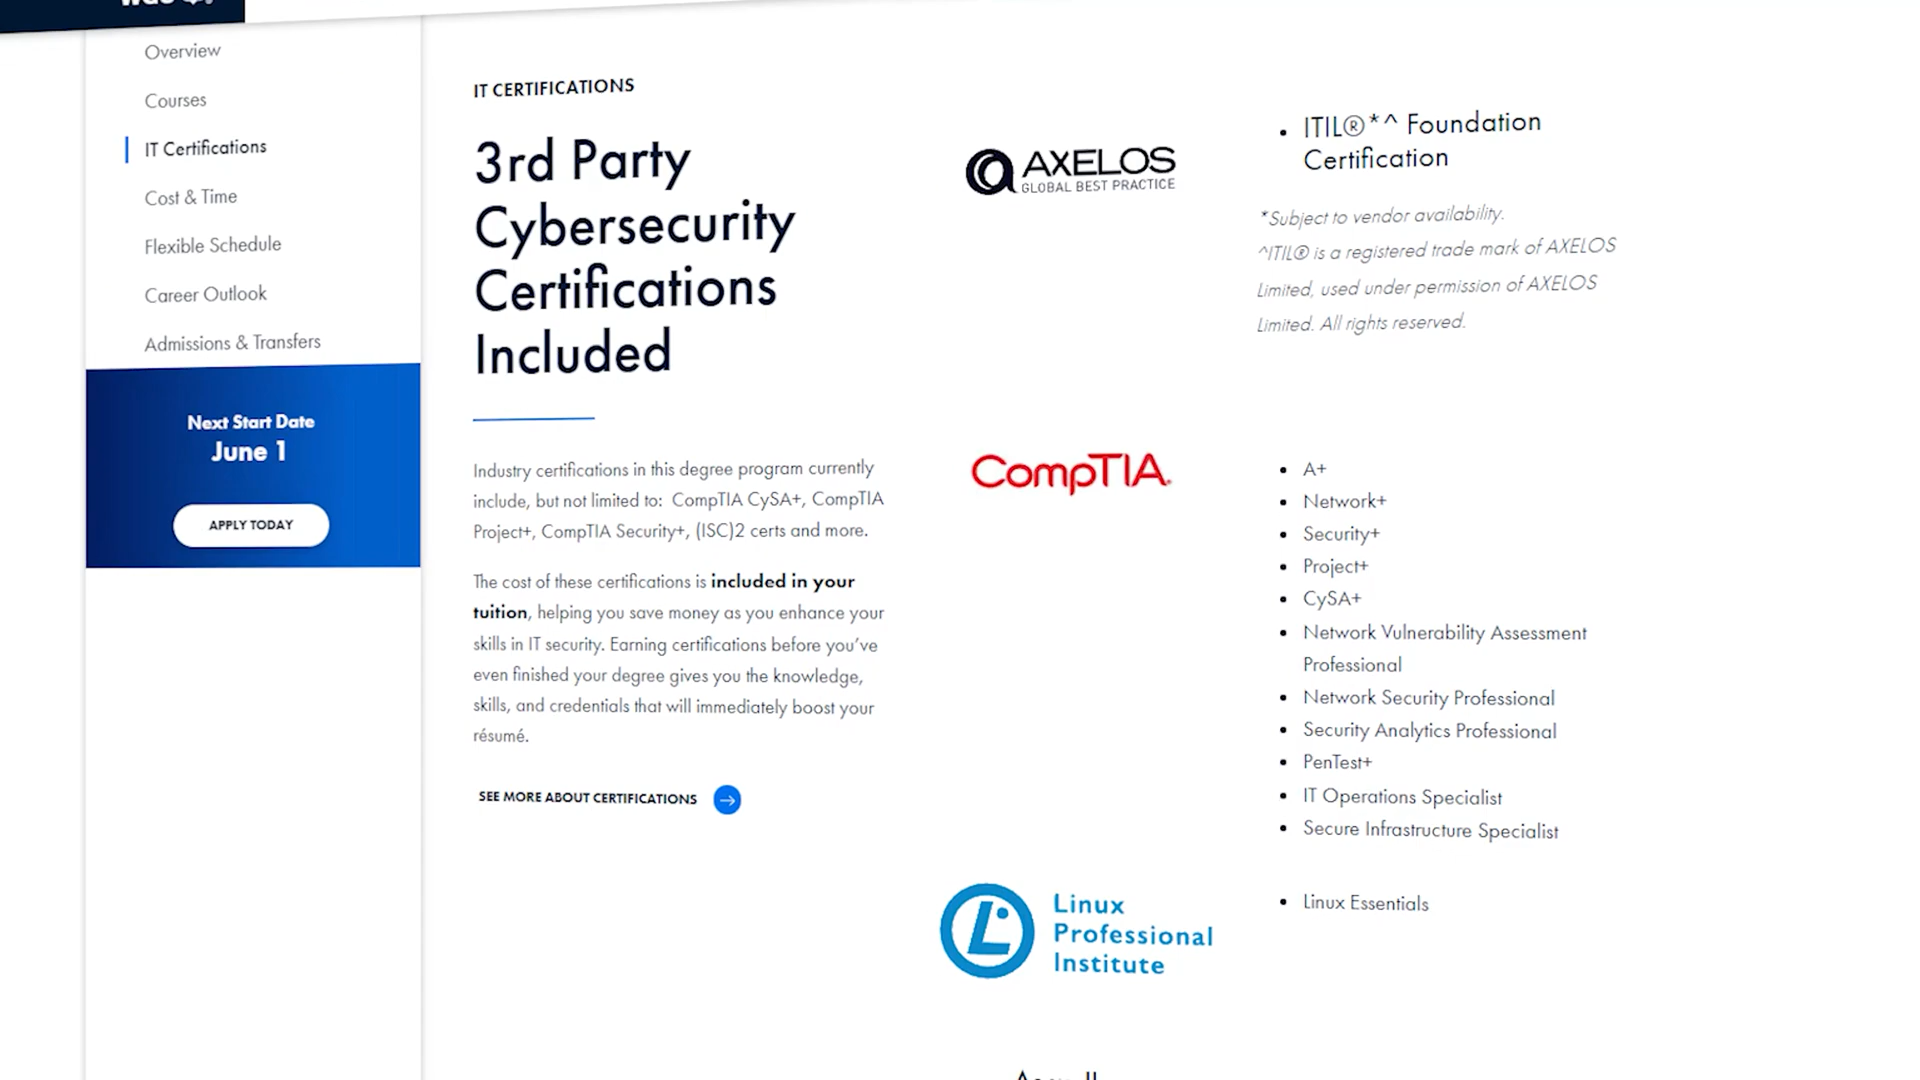 Overview
Courses
IT Certifications
Cost & Time
Flexible Schedule
Career Outlook
Admissions & Transfers
Next Start Date
June 1
APPLY TODAY
IT CERTIFICATIONS
3rd Party
Cybersecurity
Certifications
Included
Industry certifications in this degree program currently
include, but not limited to: CompTIA CySA+, CompTIA
Project+, CompTIA Security+, (ISC)2 certs and more.
The cost of these certifications is included in your
tuition, helping you save money as you enhance your
skills in IT security. Earning certifications before you've
even finished your degree gives you the knowledge,
skills, and credentials that will immediately boost your
résumé.
SEE MORE ABOUT CERTIFICATIONS
AXELOS
GLOBAL BEST PRACTICE
• ITIL®*^ Foundation
Certification
*Subject to vendor availability.
^ITIL® is a registered trade mark of AXELOS
Limited, used under permission of AXELOS
Limited. All rights reserved.
CompTIA.
• A+
• Network+
• Security+
• Project+
• CySA+
• Network Vulnerability Assessment
Professional
• Network Security Professional
• Security Analytics Professional
• PenTest+
• IT Operations Specialist
• Secure Infrastructure Specialist
Linux
Professional
Institute
• Linux Essentials